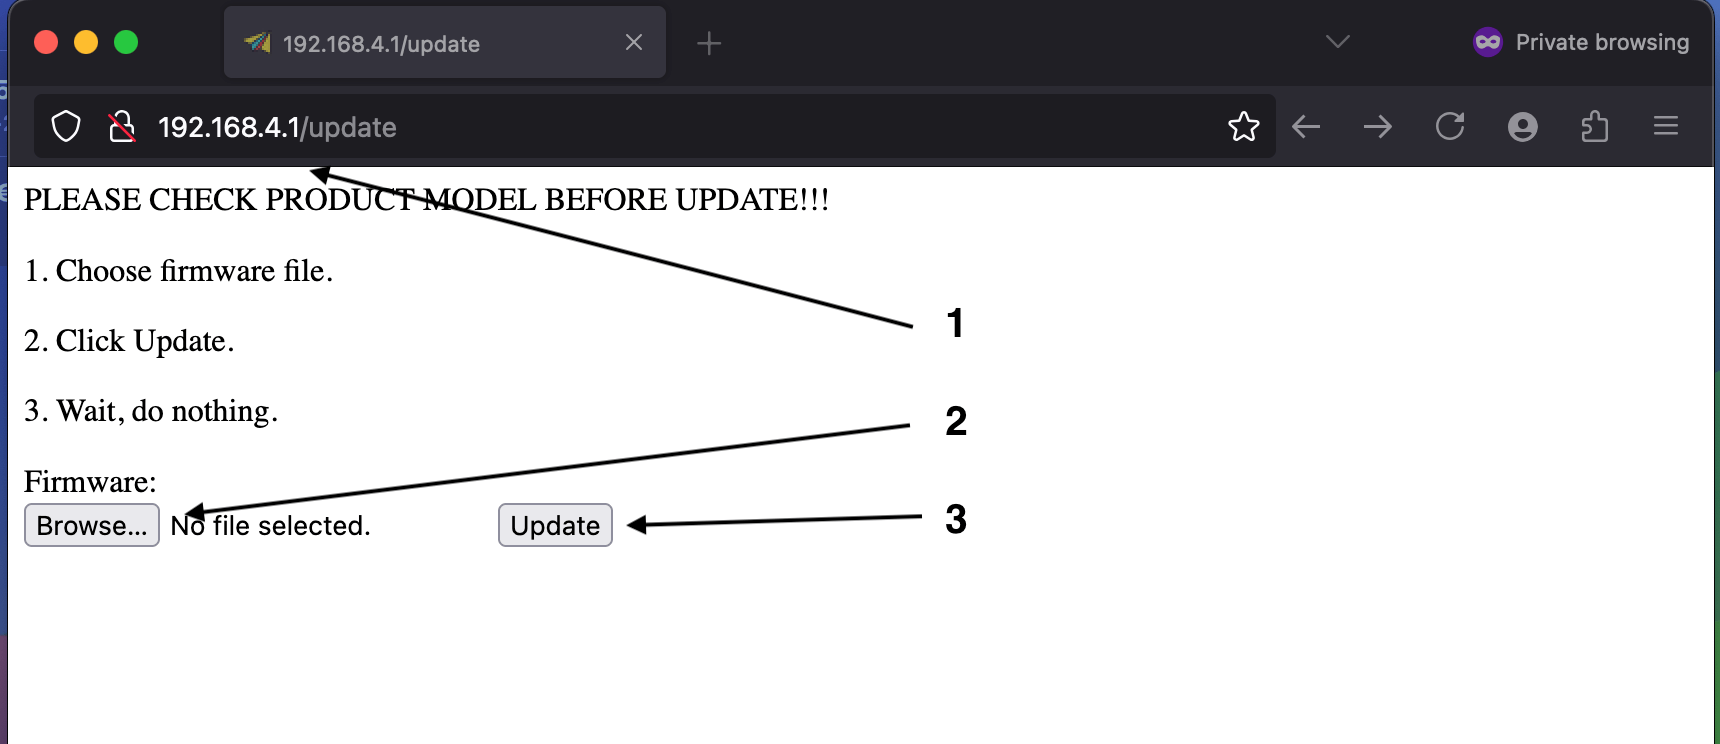 192.168.4.1/update
Private browsing
192.168.4.1/update
PLEASE CHECK PRODUCT MODEL BEFORE UPDATE!!!
1. Choose firmware file.
1
2. Click Update.
3. Wait, do nothing.
2
Firmware:
Browse... No file selected. Update
3